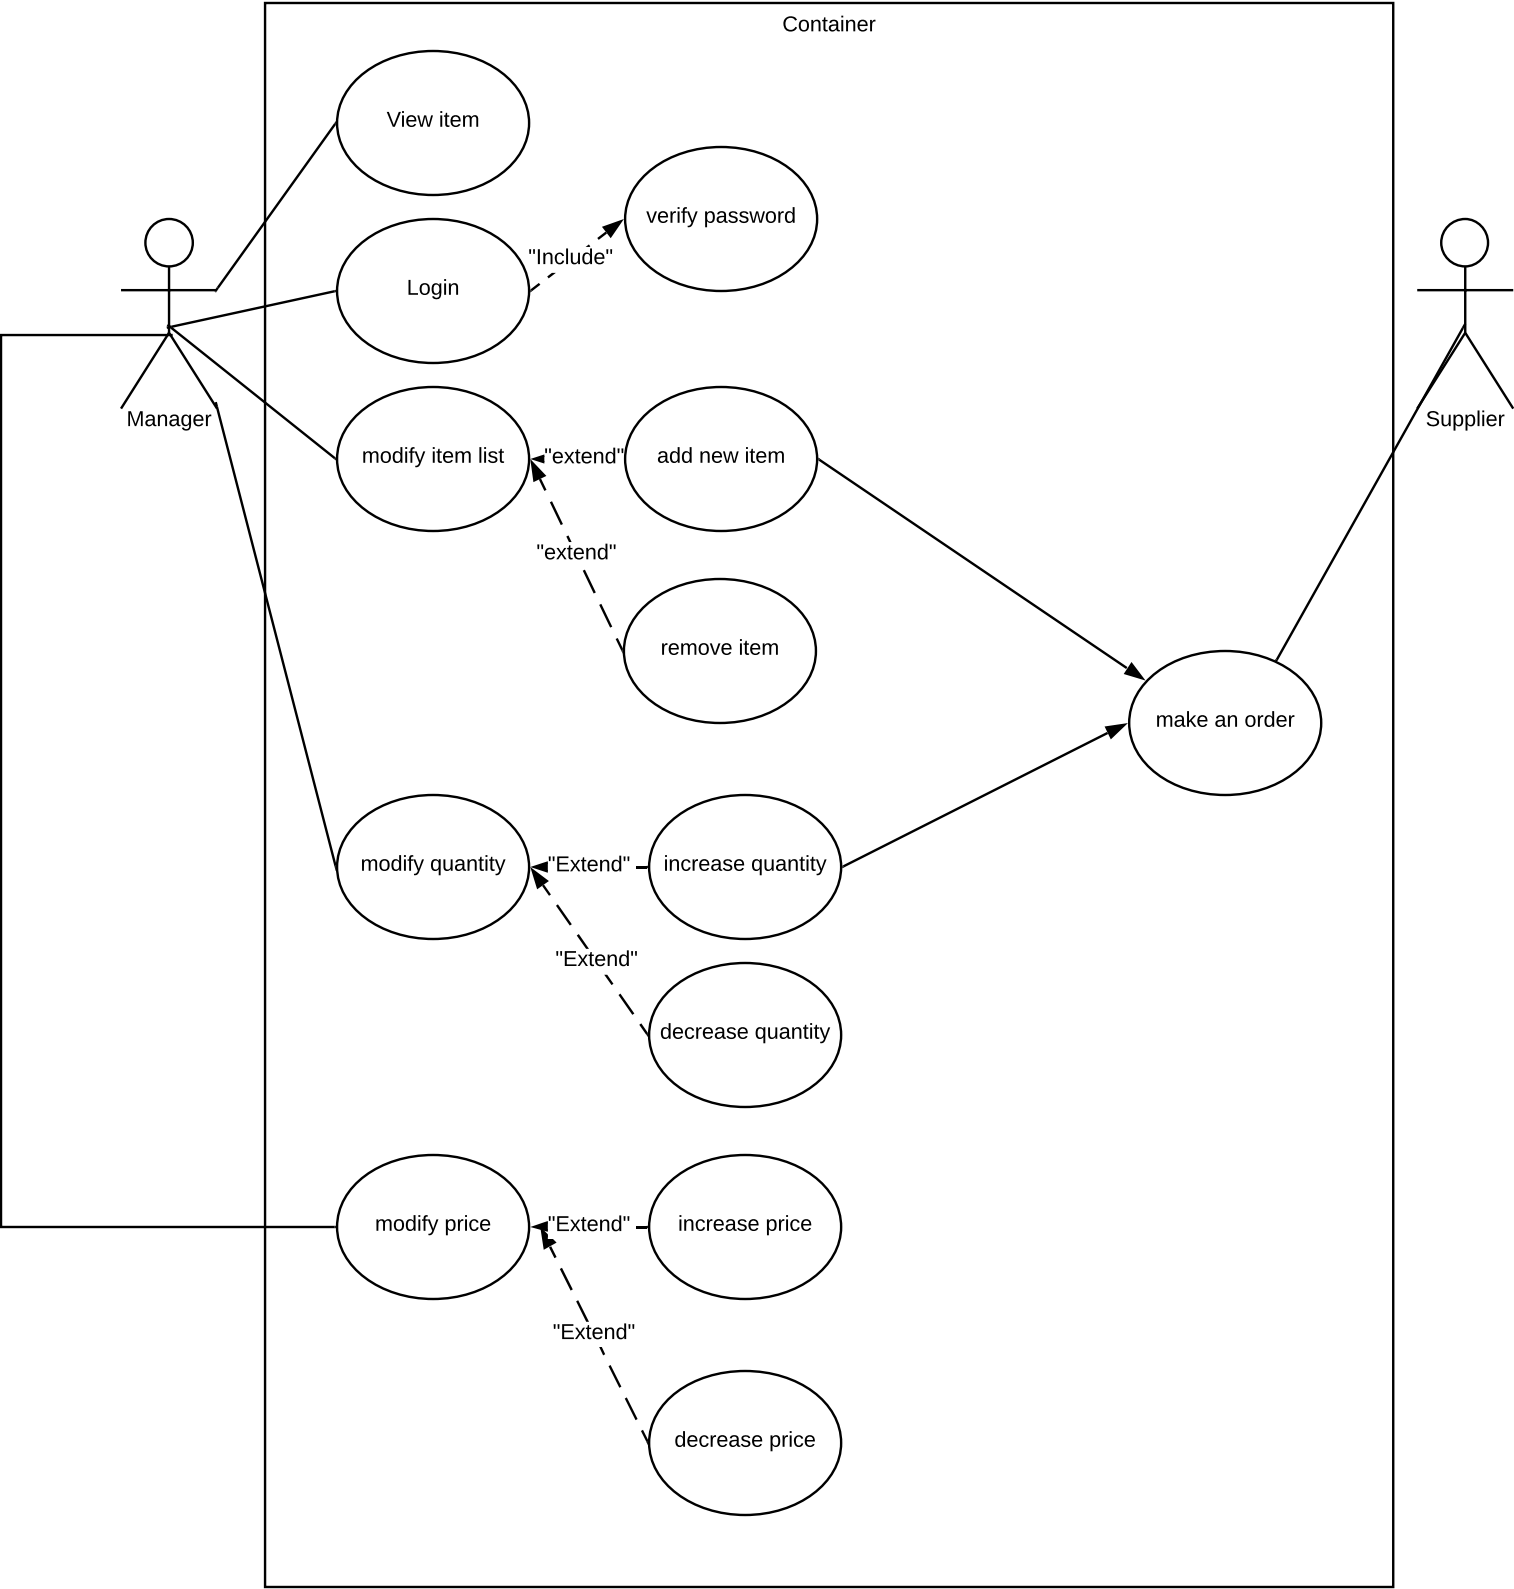 Container
View item
verify password
"Include"
Login
Manager
Supplier
modify item list
"extend"
add new item
"extend"
remove item
make an order
modify quantity
"Extend"
increase quantity
"Extend"
decrease quantity
modify price
"Extend"
increase price
"Extend"
decrease price